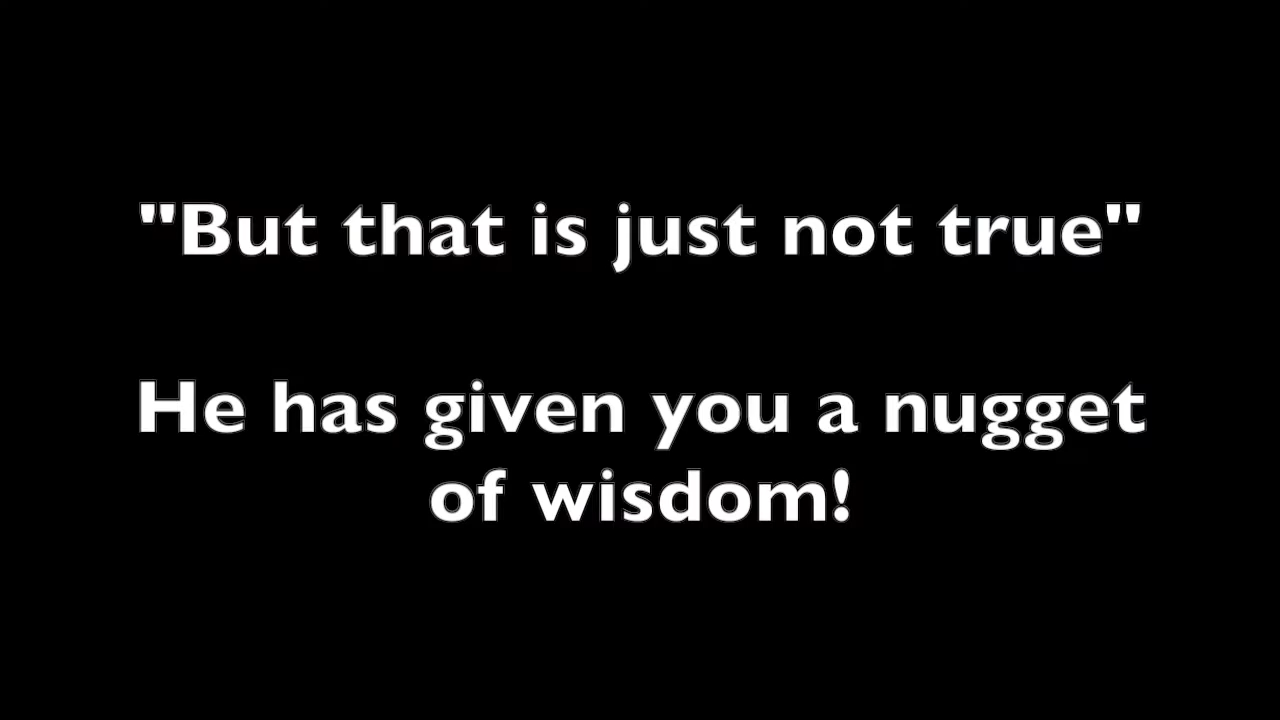 "But that is just not true"
He has given you a nugget
of wisdom!